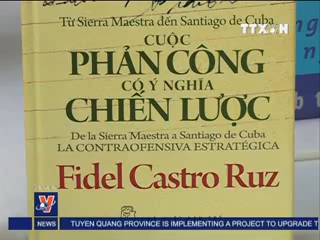 TTXVN
Từ Sierra Maestra đến Santiago de Cuba
CUỘC
PHẢN CÔNG
CÓ Ý NGHĨA
CHIẾN LƯỢC
De la Sierra Maestra a Santiago de Cuba
LA CONTRAOFENSIVA ESTRATÉGICA
Fidel Castro Ruz
NEWS
TUYEN QUANG PROVINCE IS IMPLEMENTING A PROJECT TO UPGRADE T